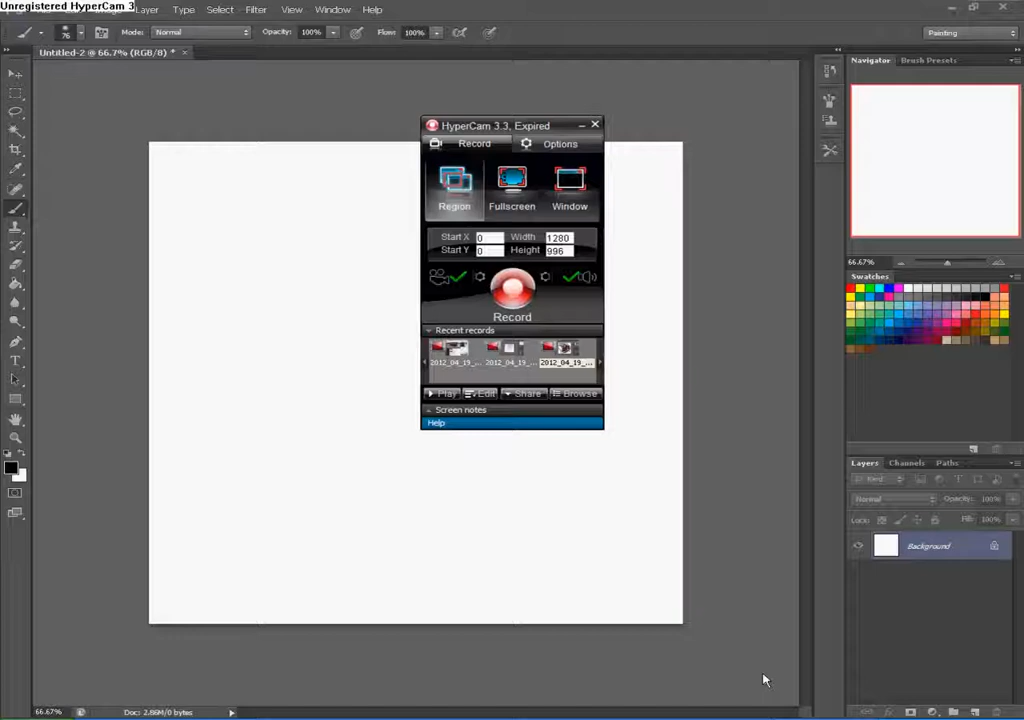 Unregistered HyperCam 3
Layer Type Select Filter View Window Help
76 Mode: Normal Opacity: 100% Flow: 100% Painting
Untitled-2 @ 66.7% (RGB/8) * ×
Navigator Brush Presets
HyperCam 3.3, Expired
Record Options
Region Fullscreen Window
Start X 0 Width 1280
Start Y 0 Height 996
66.67%
Swatches
Record
Recent records
2012_04_19_... 2012_04_19_... 2012_04_19_...
Play Edit Share Browse
Screen notes
Help
Layers Channels Paths
Kind
Normal Opacity: 100%
Lock: Fill: 100%
Background
66.67% Doc: 2.86M/0 bytes